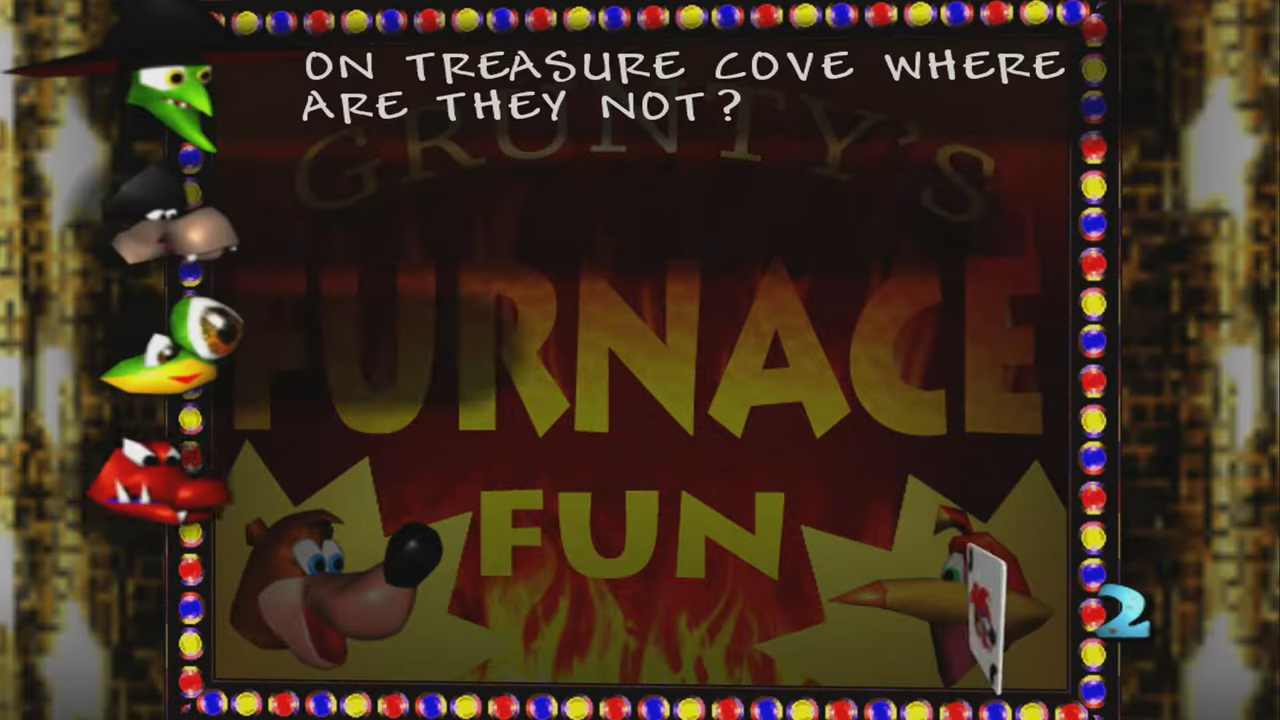 ON TREASURE COVE WHERE
ARE THEY NOT?
GRUNTY'S
FURNACE
FUN
2